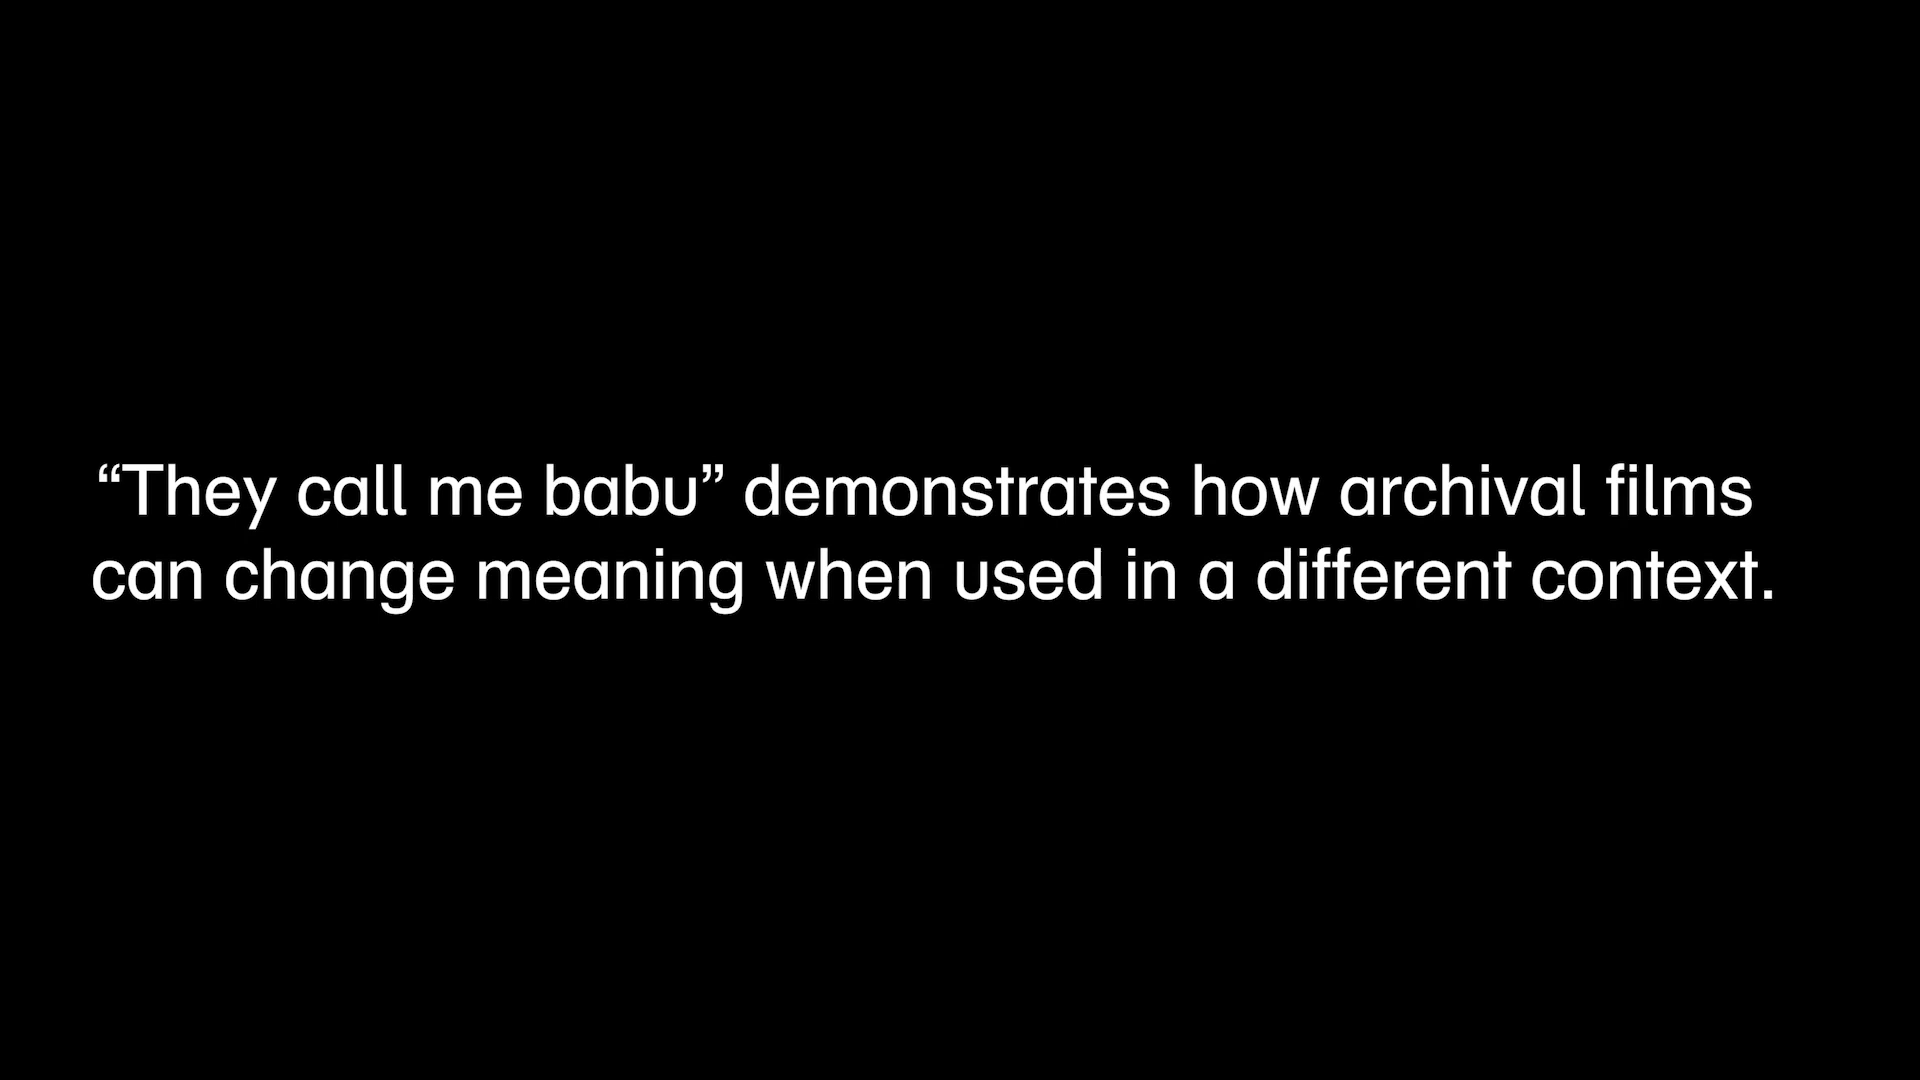 “They call me babu” demonstrates how archival films
can change meaning when used in a different context.